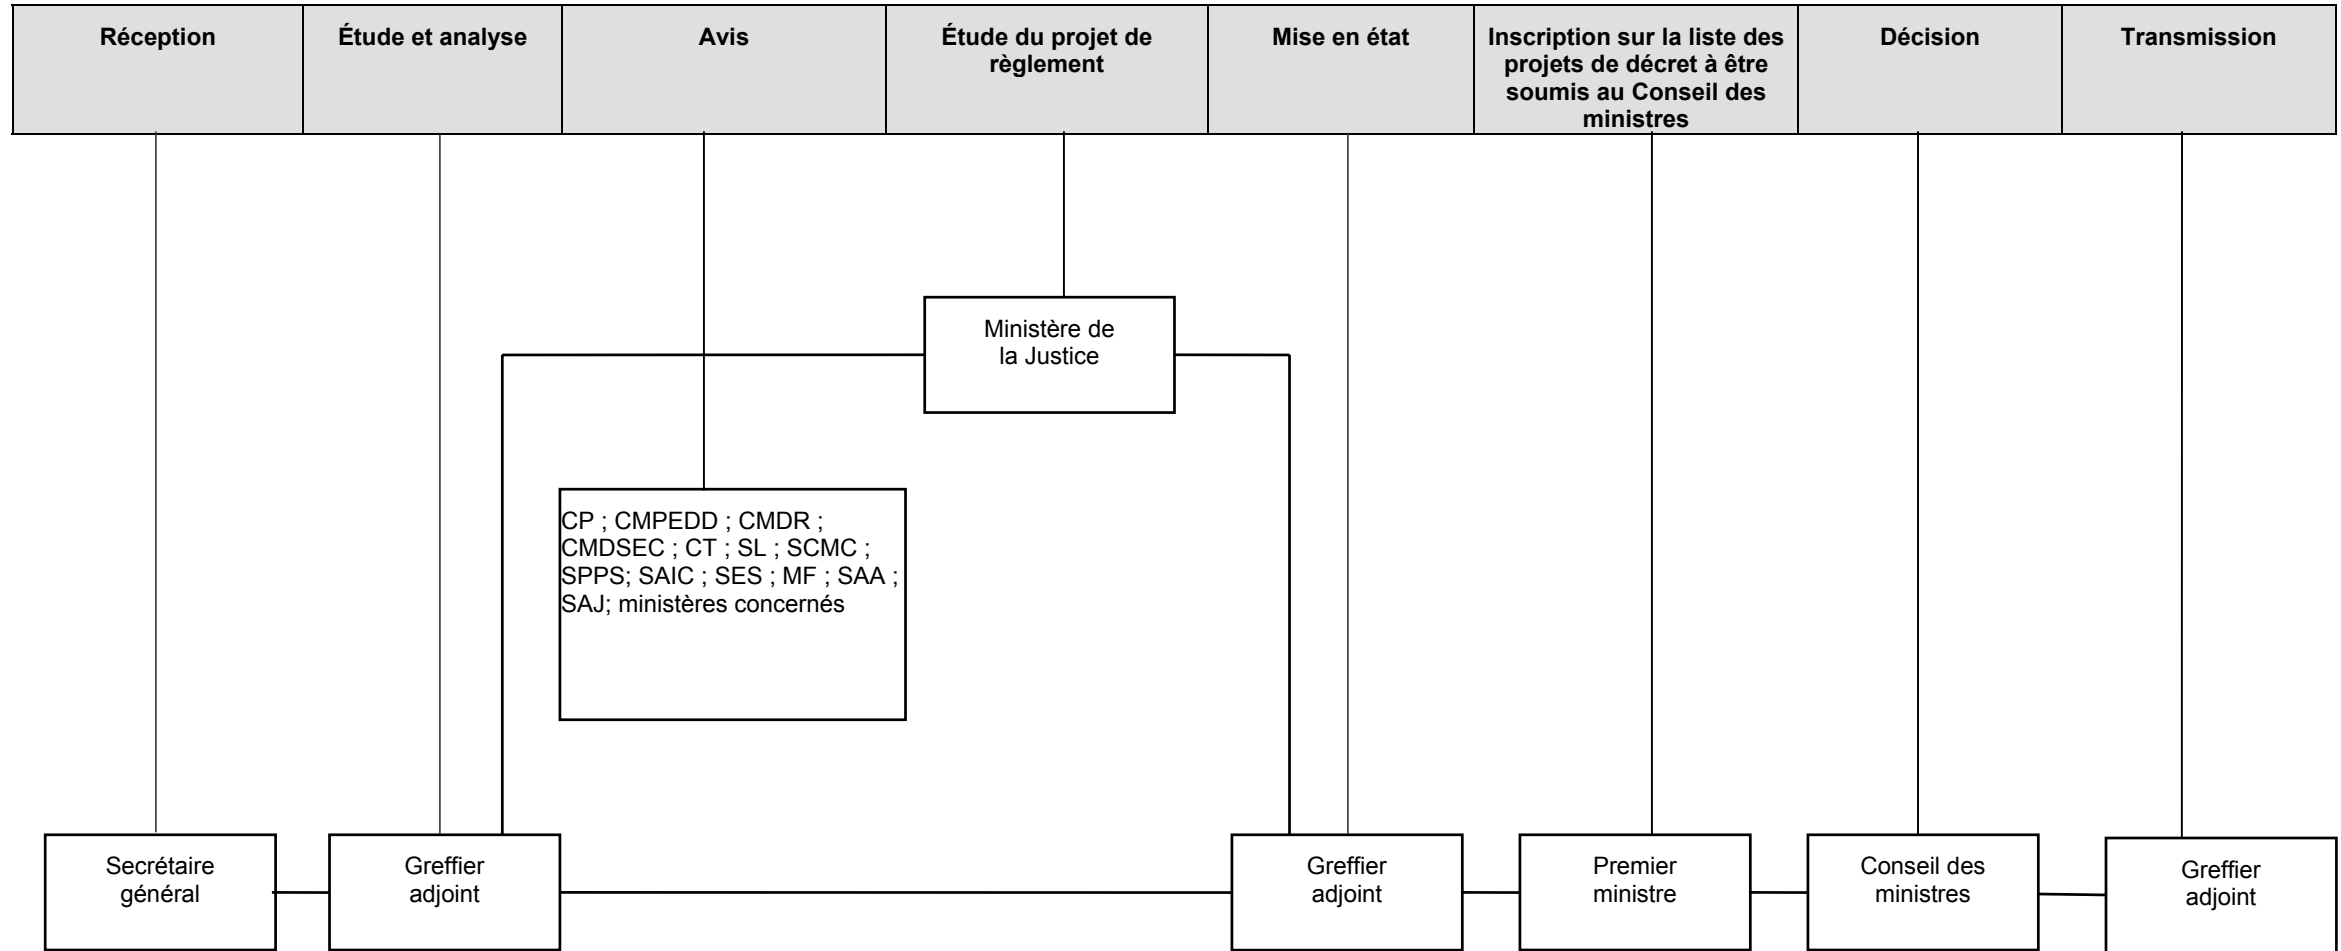 Réception
Étude et analyse
Avis
Étude du projet de
règlement
Mise en état
Inscription sur la liste des
projets de décret à être
soumis au Conseil des
ministres
Décision
Transmission
Ministère de
la Justice
CP ; CMPEDD ; CMDR ;
CMDSEC ; CT ; SL ; SCMC ;
SPPS; SAIC ; SES ; MF ; SAA ;
SAJ; ministères concernés
Secrétaire
général
Greffier
adjoint
Greffier
adjoint
Premier
ministre
Conseil des
ministres
Greffier
adjoint